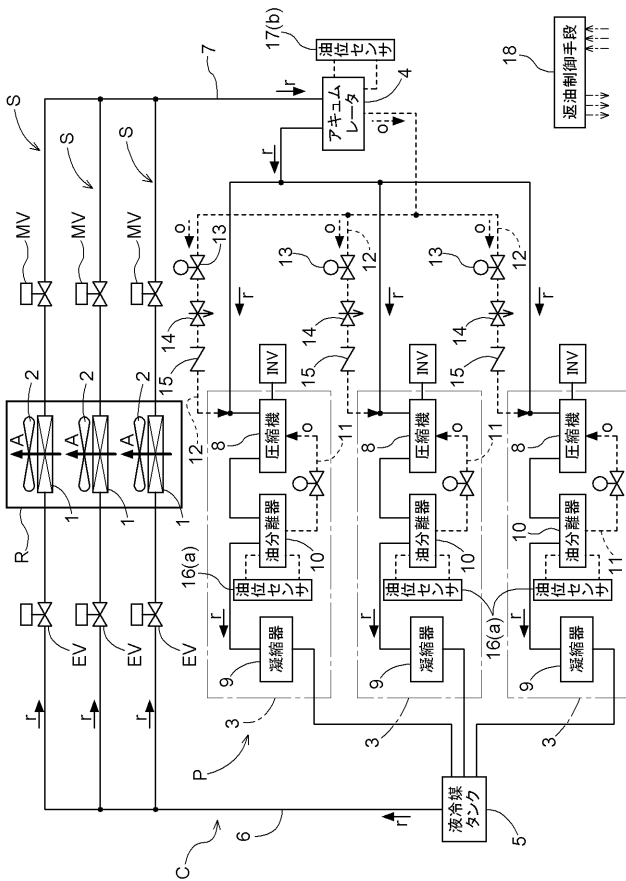 C
P
R
S
S
S
MV
MV
MV
EV
EV
EV
A
A
A
2
2
2
1
1
1
r
r
r
6
7
r
r
17(b)
油位センサ
アキュム
レータ
4
o
18
返油制御手段
r
o
o
o
13
13
13
12
12
12
14
14
14
15
15
15
r
r
r
INV
INV
INV
圧縮機
圧縮機
圧縮機
8
8
8
o
o
o
11
11
11
12
油分離器
油分離器
油分離器
10
10
10
16(a)
16(a)
油位センサ
油位センサ
油位センサ
r
r
r
凝縮器
凝縮器
凝縮器
9
9
9
3
3
3
r
液冷媒
タンク
5